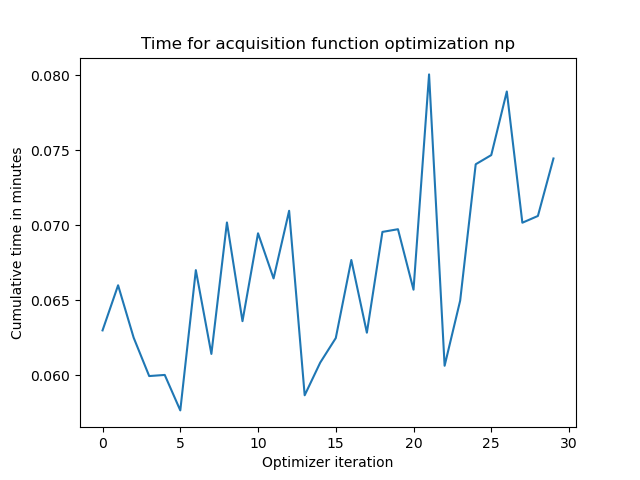 Time for acquisition function optimization np
Cumulative time in minutes
0.080
0.075
0.070
0.065
0.060
0 5 10 15 20 25 30
Optimizer iteration